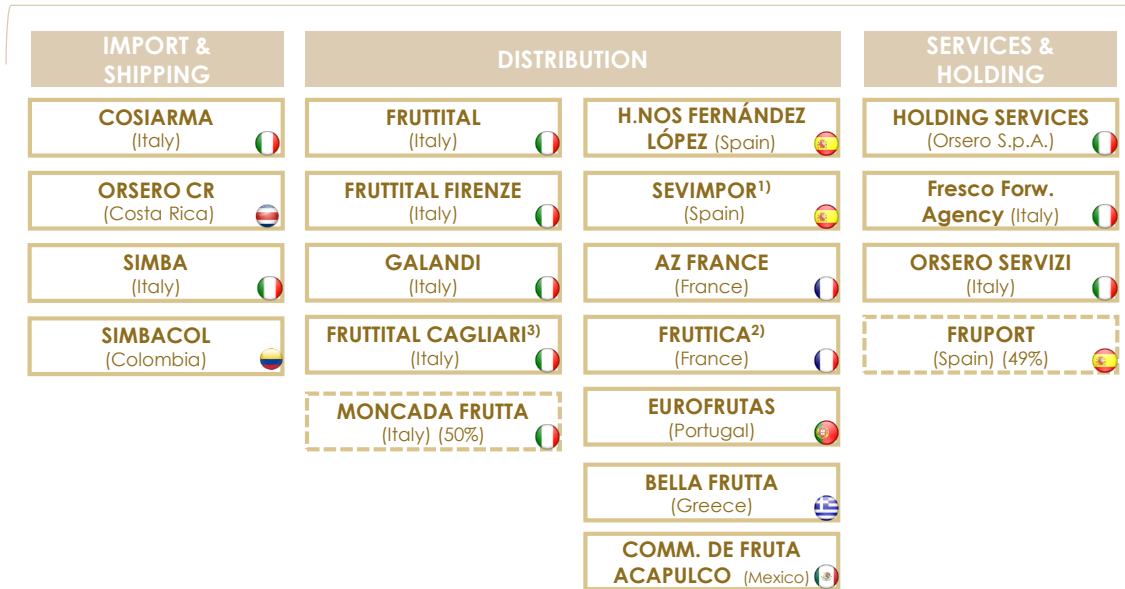 IMPORT &
SHIPPING
DISTRIBUTION
SERVICES &
HOLDING
COSIARMA
(Italy)
ORSERO CR
(Costa Rica)
SIMBA
(Italy)
SIMBACOL
(Colombia)
FRUTTITAL
(Italy)
FRUTTITAL FIRENZE
(Italy)
GALANDI
(Italy)
FRUTTITAL CAGLIARI3)
(Italy)
MONCADA FRUTTA
(Italy) (50%)
H.NOS FERNÁNDEZ
LÓPEZ (Spain)
SEVIMPOR1)
(Spain)
AZ FRANCE
(France)
FRUTTICA2)
(France)
EUROFRUTAS
(Portugal)
BELLA FRUTTA
(Greece)
COMM. DE FRUTA
ACAPULCO (Mexico)
HOLDING SERVICES
(Orsero S.p.A.)
Fresco Forw.
Agency (Italy)
ORSERO SERVIZI
(Italy)
FRUPORT
(Spain) (49%)